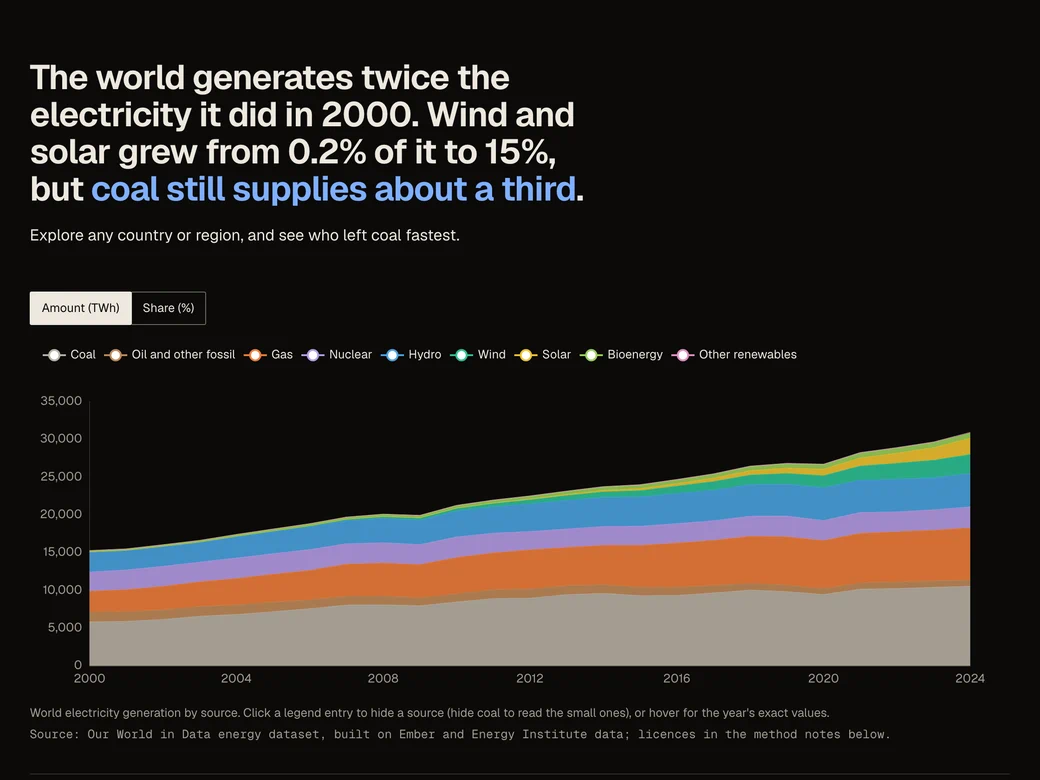 The world generates twice the
electricity it did in 2000. Wind and
solar grew from 0.2% of it to 15%,
but coal still supplies about a third.
Explore any country or region, and see who left coal fastest.
Amount (TWh) Share (%)
Coal Oil and other fossil Gas Nuclear Hydro Wind Solar Bioenergy Other renewables
35,000
30,000
25,000
20,000
15,000
10,000
5,000
0
2000 2004 2008 2012 2016 2020 2024
World electricity generation by source. Click a legend entry to hide a source (hide coal to read the small ones), or hover for the year's exact values.
Source: Our World in Data energy dataset, built on Ember and Energy Institute data; licences in the method notes below.